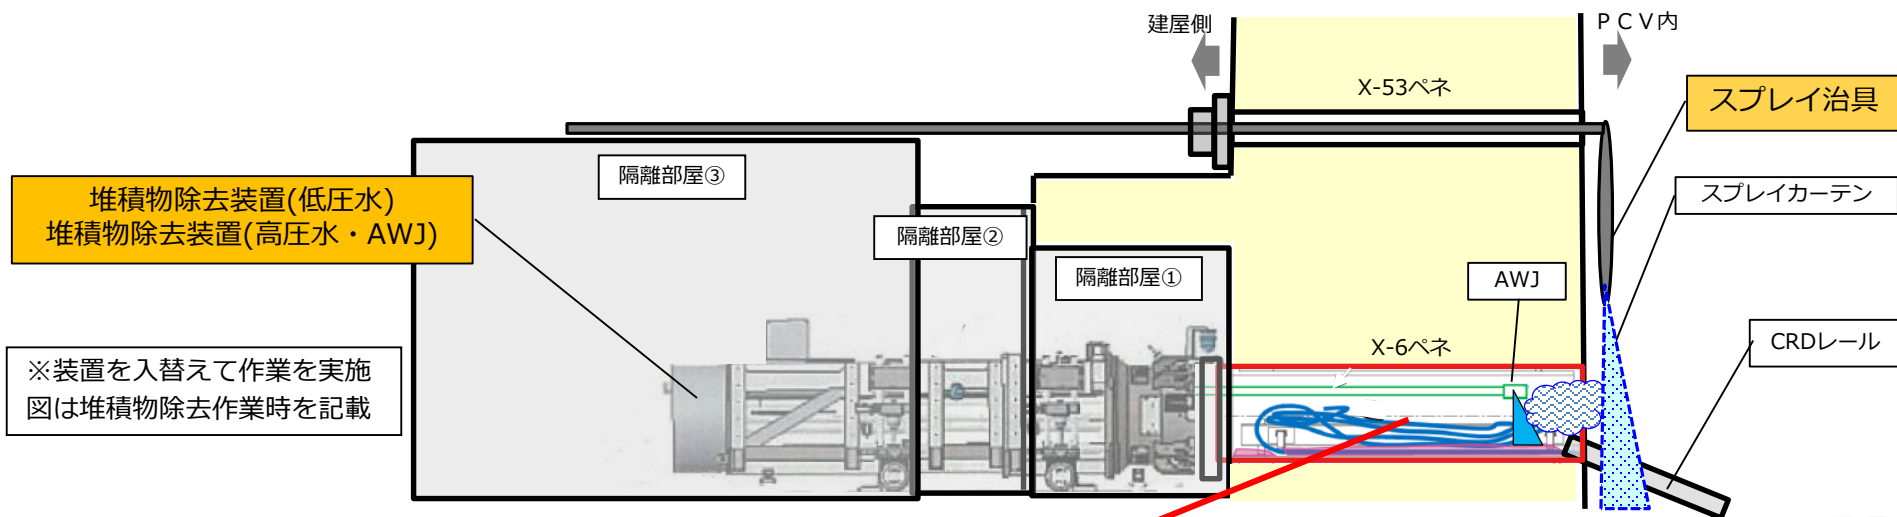 建屋側
PCV内
X-53ペネ
スプレイ治具
隔離部屋③
堆積物除去装置(低圧水)
堆積物除去装置(高圧水・AWJ)
スプレイカーテン
隔離部屋②
隔離部屋①
AWJ
X-6ペネ
CRDレール
※装置を入替えて作業を実施
図は堆積物除去作業時を記載